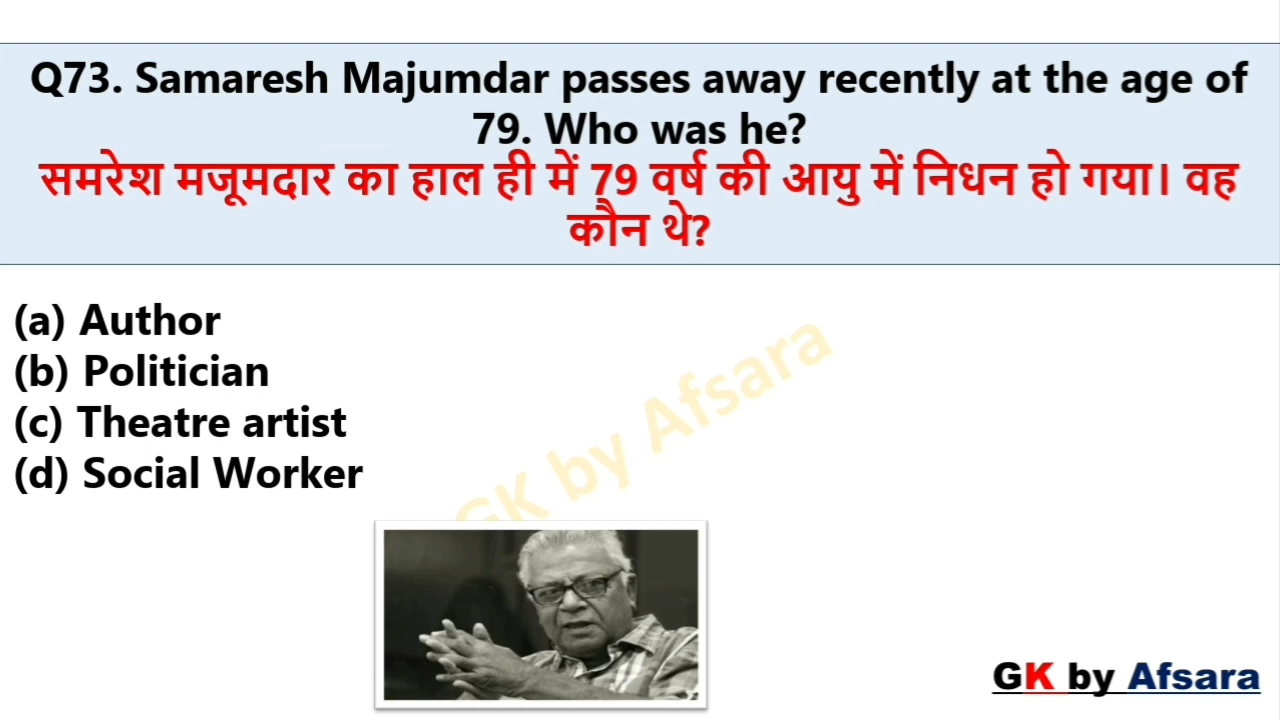 Q73. Samaresh Majumdar passes away recently at the age of
79. Who was he?
समरेश मजूमदार का हाल ही में 79 वर्ष की आयु में निधन हो गया। वह
कौन थे?
(a) Author
(b) Politician
(c) Theatre artist
(d) Social Worker
GK by Afsara
GK by Afsara